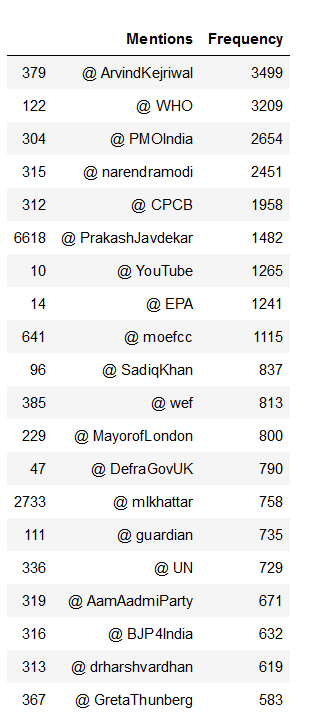 Mentions Frequency
379 @ ArvindKejriwal 3499
122 @ WHO 3209
304 @ PMOIndia 2654
315 @ narendramodi 2451
312 @ CPCB 1958
6618 @ PrakashJavdekar 1482
10 @ YouTube 1265
14 @ EPA 1241
641 @ moefcc 1115
96 @ SadiqKhan 837
385 @ wef 813
229 @ MayorofLondon 800
47 @ DefraGovUK 790
2733 @ mlkhattar 758
111 @ guardian 735
336 @ UN 729
319 @ AamAadmiParty 671
316 @ BJP4India 632
313 @ drharshvardhan 619
367 @ GretaThunberg 583